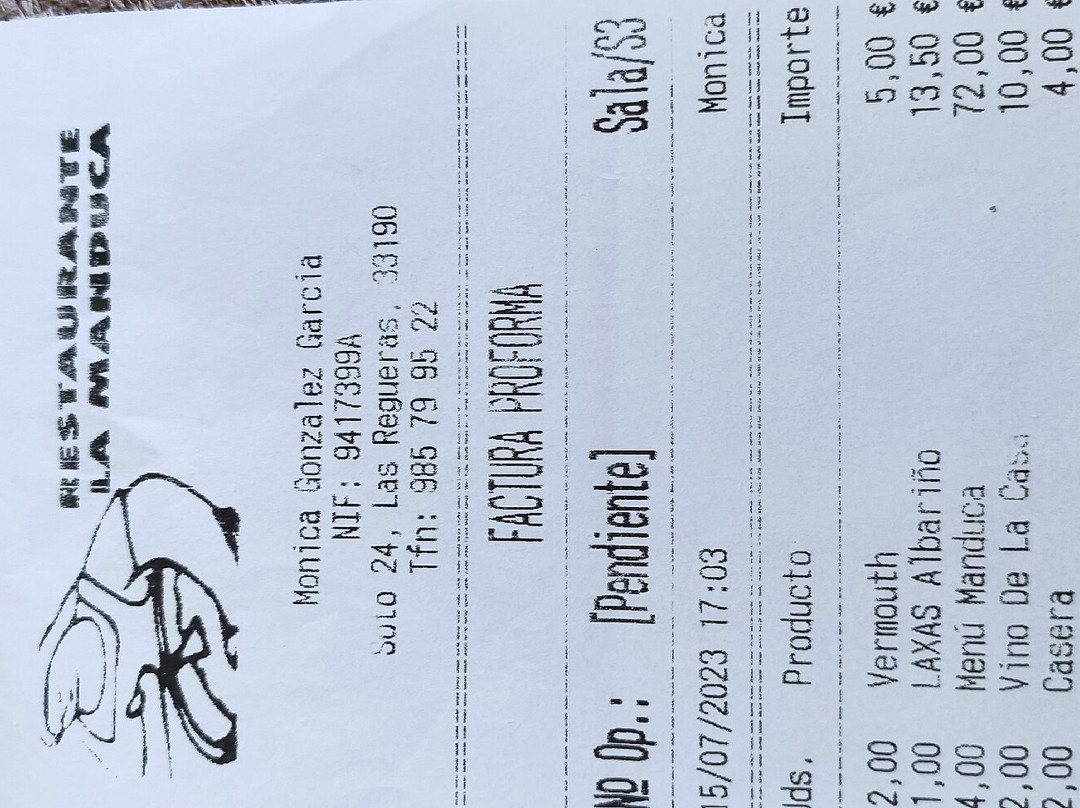 RESTAURANTE
LA MANDUCA
Monica Gonzalez Garcia
NIF: 9417399A
Soto 24, Las Regueras, 33190
Tfn: 985 79 95 22
FACTURA PROFORMA
Nº Op.: [Pendiente] Sala/S3
15/07/2023 17:03 Monica
Uds. Producto Importe
2,00 Vermouth 5,00 €
1,00 LAXAS Albariño 13,50 €
4,00 Menú Manduca 72,00 €
2,00 Vino De La Casa 10,00 €
2,00 Casera 4,00 €